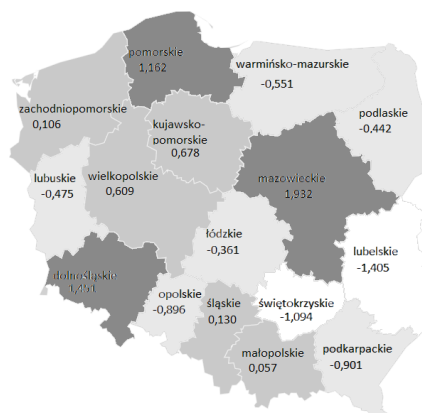 pomorskie
1,162
warmińsko-mazurskie
-0,551
zachodniopomorskie
0,106
podlaskie
-0.442
kujawsko-
pomorskie
0,678
lubuskie
-0,475
wielkopolskie
0,609
mazowieckie
1,932
łódzkie
-0,361
lubelskie
-1,405
dolnośląskie
1,451
opolskie
-0,896
śląskie
0,130
świętokrzyskie
-1,094
małopolskie
0,057
podkarpackie
-0,901